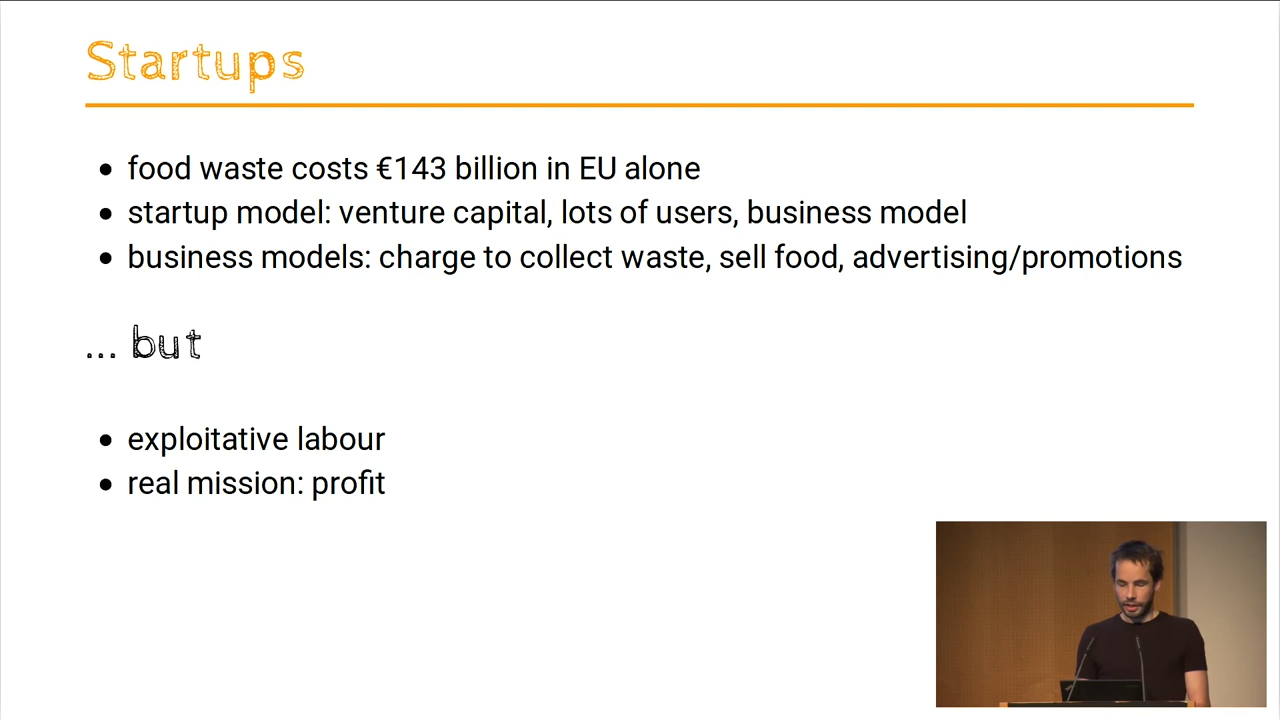 Startups
• food waste costs €143 billion in EU alone
• startup model: venture capital, lots of users, business model
• business models: charge to collect waste, sell food, advertising/promotions
... but
• exploitative labour
• real mission: profit